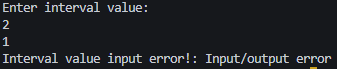 Enter interval value:
2
1
Interval value input error!: Input/output error